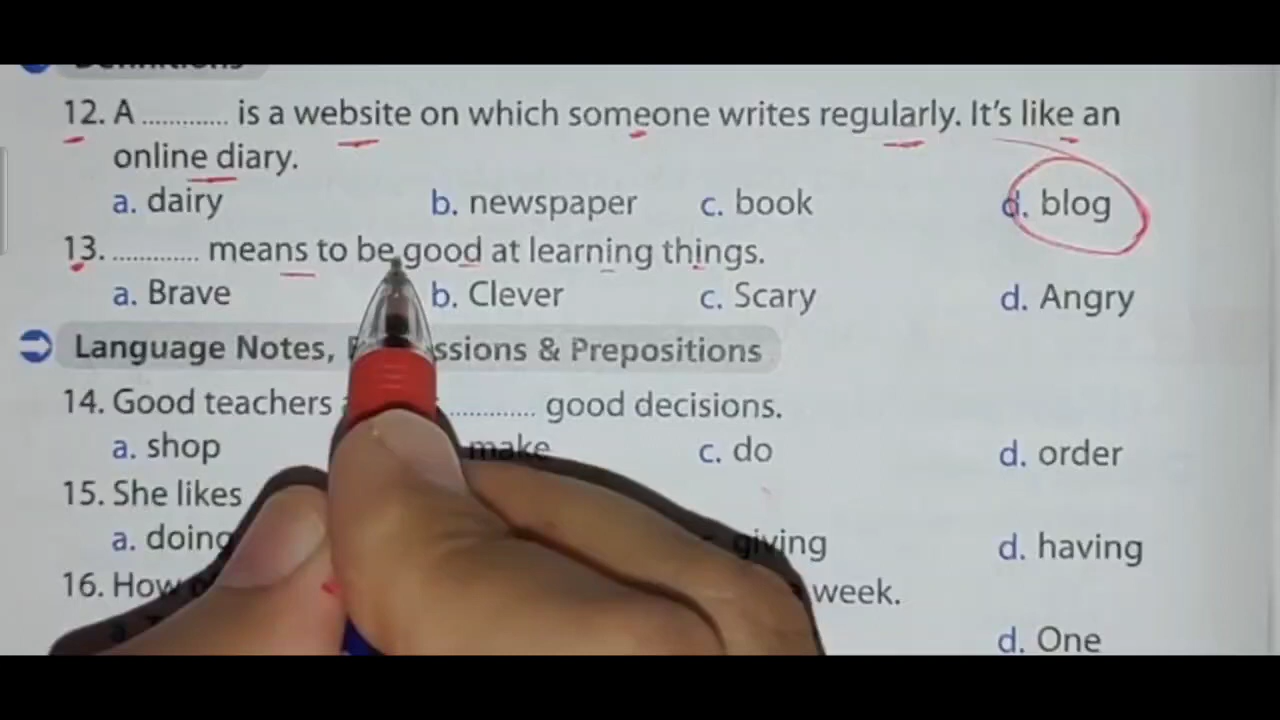 Definitions
12. A ............. is a website on which someone writes regularly. It's like an
online diary.
a. dairy b. newspaper c. book d. blog
13. ............. means to be good at learning things.
a. Brave b. Clever c. Scary d. Angry
Language Notes, & Prepositions
14. Good teachers ............. good decisions.
a. shop make c. do d. order
15. She likes
a. doing giving d. having
16. How week.
d. One